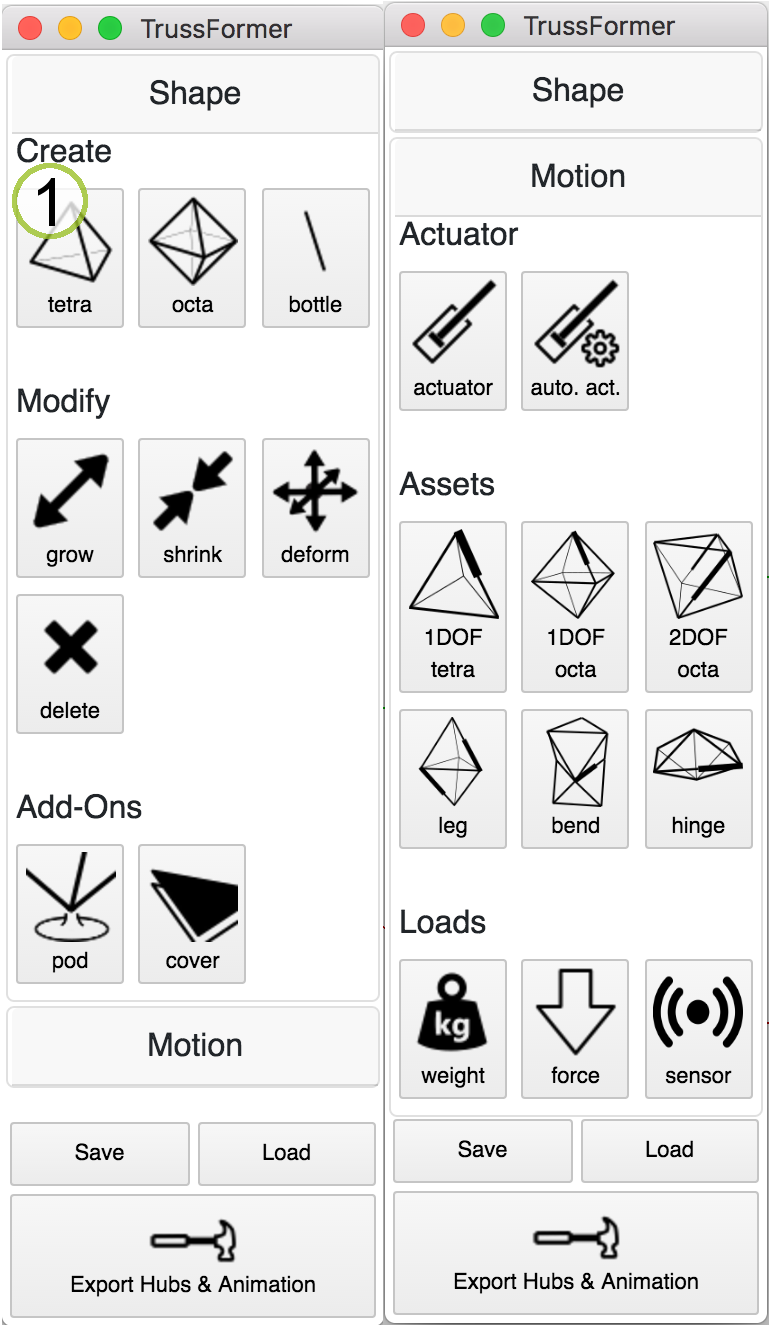 TrussFormer
Shape
Create
1
tetra
octa
bottle
Modify
grow
shrink
deform
delete
Add-Ons
pod
cover
Motion
Save
Load
Export Hubs & Animation
TrussFormer
Shape
Motion
Actuator
actuator
auto. act.
Assets
1DOF
tetra
1DOF
octa
2DOF
octa
leg
bend
hinge
Loads
kg
weight
force
sensor
Save
Load
Export Hubs & Animation